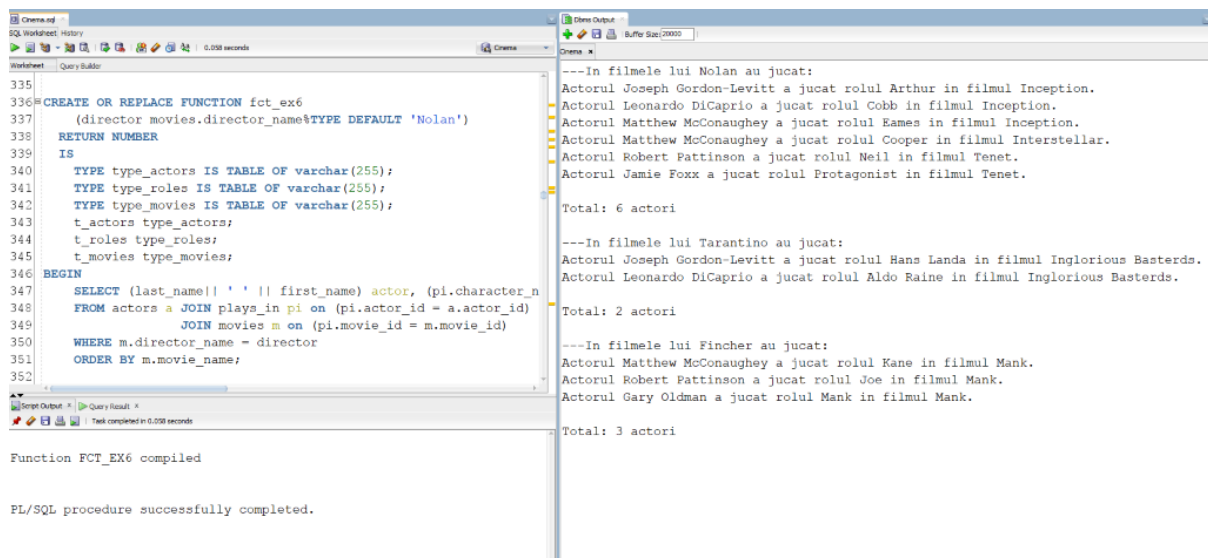 Cinema.sql
SQL Worksheet History
0.058 seconds
Cinema
Worksheet Query Builder
335
336 CREATE OR REPLACE FUNCTION fct_ex6
337 (director movies.director_name%TYPE DEFAULT 'Nolan')
338 RETURN NUMBER
339 IS
340 TYPE type_actors IS TABLE OF varchar(255);
341 TYPE type_roles IS TABLE OF varchar(255);
342 TYPE type_movies IS TABLE OF varchar(255);
343 t_actors type_actors;
344 t_roles type_roles;
345 t_movies type_movies;
346 BEGIN
347 SELECT (last_name|| ' ' || first_name) actor, (pi.character_n
348 FROM actors a JOIN plays_in pi on (pi.actor_id = a.actor_id)
349 JOIN movies m on (pi.movie_id = m.movie_id)
350 WHERE m.director_name = director
351 ORDER BY m.movie_name;
352
Script Output × Query Result ×
Task completed in 0.058 seconds
Function FCT_EX6 compiled
PL/SQL procedure successfully completed.
Dbms Output
Buffer Size: 20000
Cinema ×
---In filmele lui Nolan au jucat:
Actorul Joseph Gordon-Levitt a jucat rolul Arthur in filmul Inception.
Actorul Leonardo DiCaprio a jucat rolul Cobb in filmul Inception.
Actorul Matthew McConaughey a jucat rolul Eames in filmul Inception.
Actorul Matthew McConaughey a jucat rolul Cooper in filmul Interstellar.
Actorul Robert Pattinson a jucat rolul Neil in filmul Tenet.
Actorul Jamie Foxx a jucat rolul Protagonist in filmul Tenet.
Total: 6 actori
---In filmele lui Tarantino au jucat:
Actorul Joseph Gordon-Levitt a jucat rolul Hans Landa in filmul Inglorious Basterds.
Actorul Leonardo DiCaprio a jucat rolul Aldo Raine in filmul Inglorious Basterds.
Total: 2 actori
---In filmele lui Fincher au jucat:
Actorul Matthew McConaughey a jucat rolul Kane in filmul Mank.
Actorul Robert Pattinson a jucat rolul Joe in filmul Mank.
Actorul Gary Oldman a jucat rolul Mank in filmul Mank.
Total: 3 actori